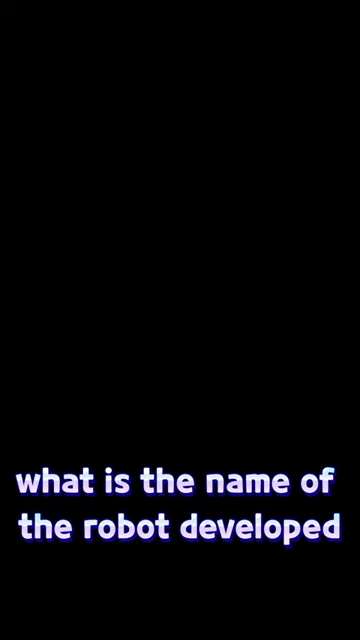 what is the name of
the robot developed